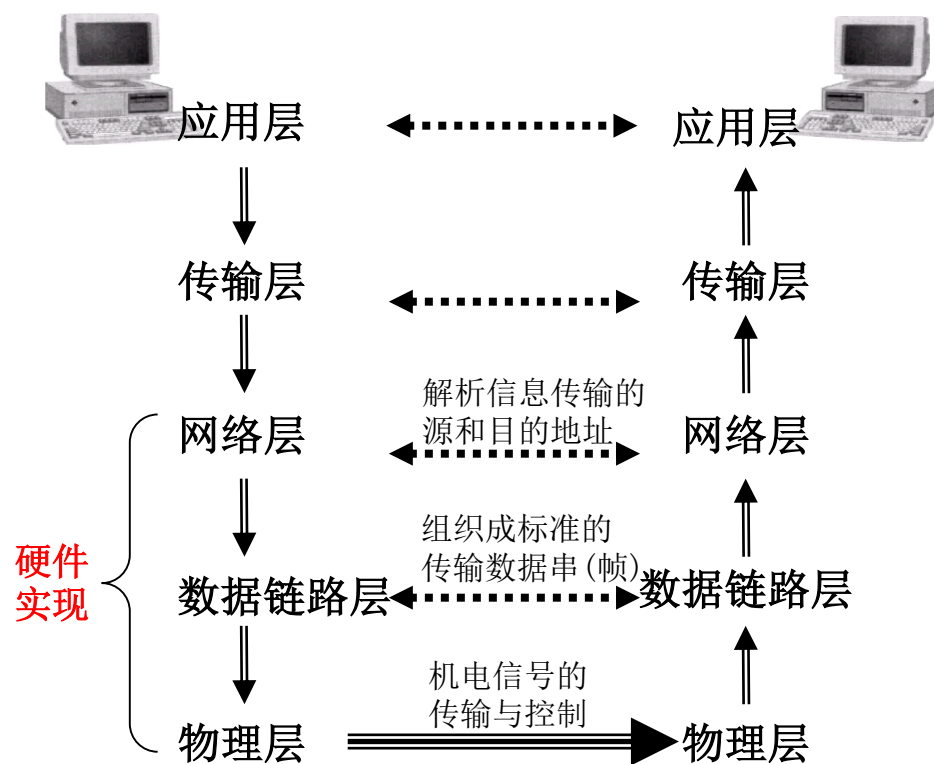 应用层
应用层
传输层
传输层
解析信息传输的
源和目的地址
网络层
网络层
组织成标准的
传输数据串(帧)
硬件
实现
数据链路层
数据链路层
机电信号的
传输与控制
物理层
物理层